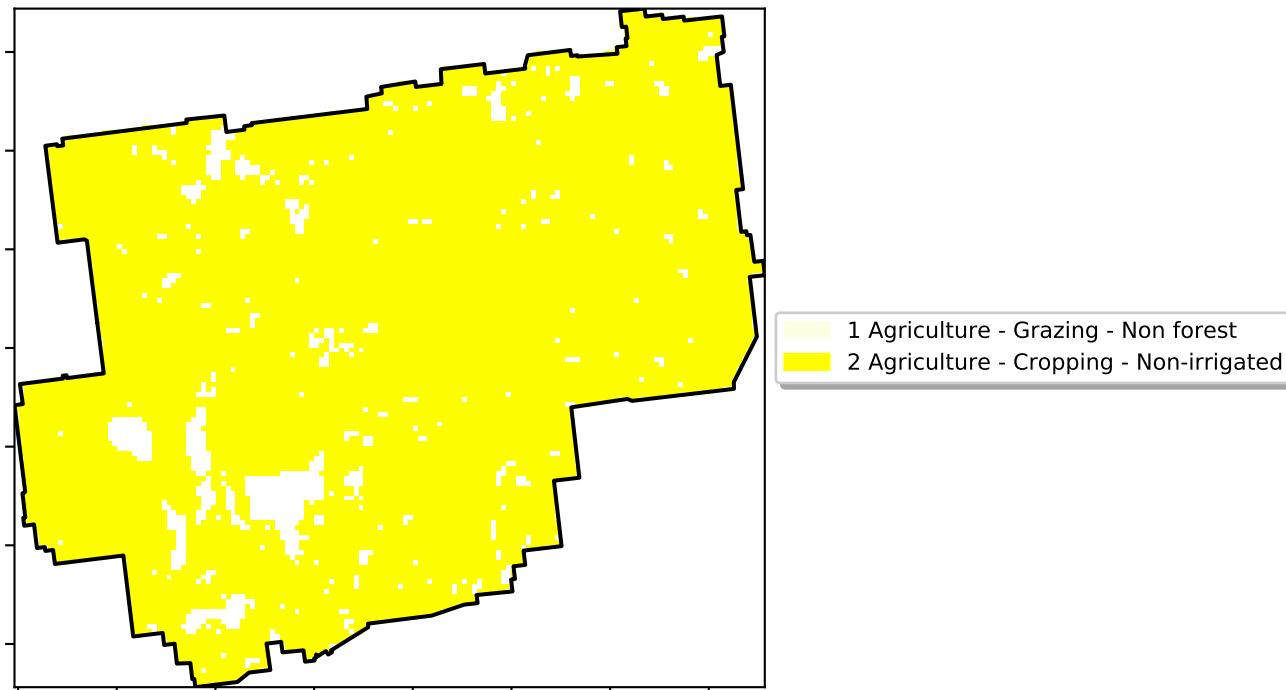 1 Agriculture - Grazing - Non forest
2 Agriculture - Cropping - Non-irrigated